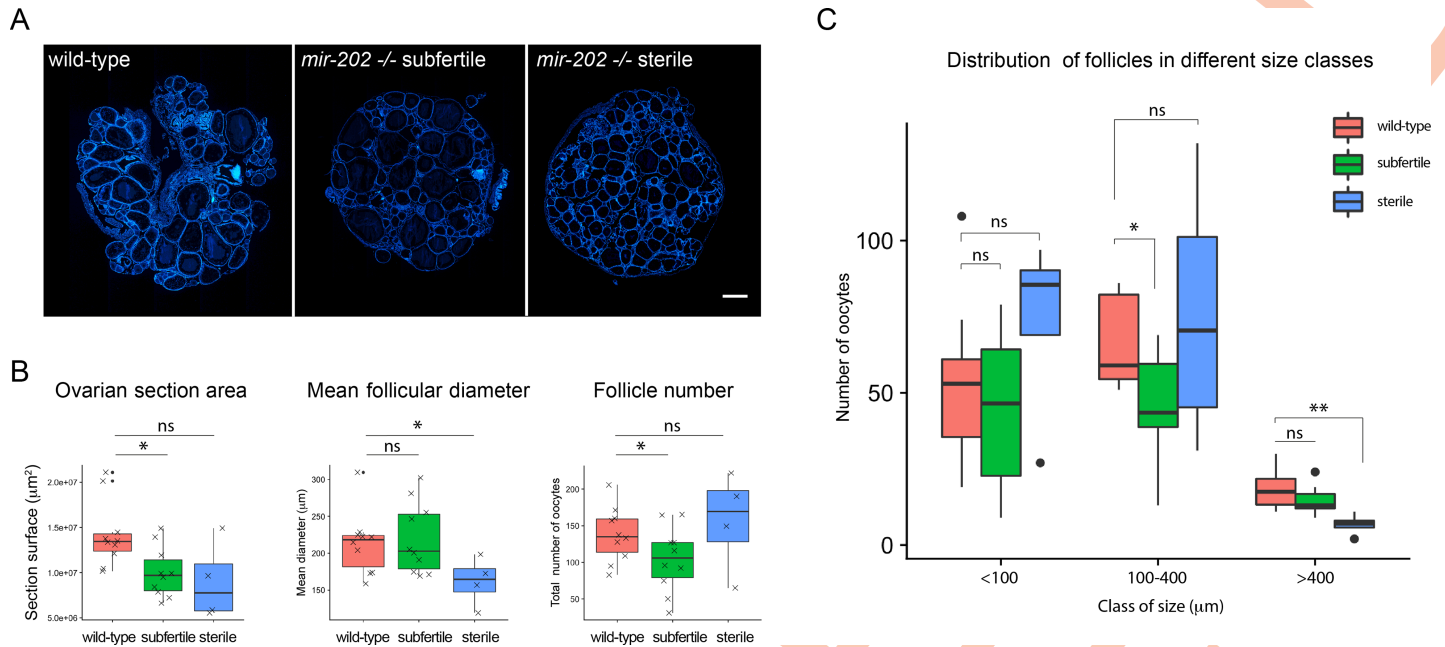 A
wild-type
mir-202 -/- subfertile
mir-202 -/- sterile
B
Ovarian section area
Section surface (µm²)
2.0e+07
1.5e+07
1.0e+07
5.0e+06
ns
*
wild-type subfertile sterile
Mean follicular diameter
Mean diameter (µm)
300
250
200
150
*
ns
wild-type subfertile sterile
Follicle number
Total number of oocytes
200
150
100
50
ns
*
wild-type subfertile sterile
C
Distribution of follicles in different size classes
wild-type
subfertile
sterile
Number of oocytes
100
50
0
ns
ns
ns
*
**
ns
<100 100-400 >400
Class of size (µm)